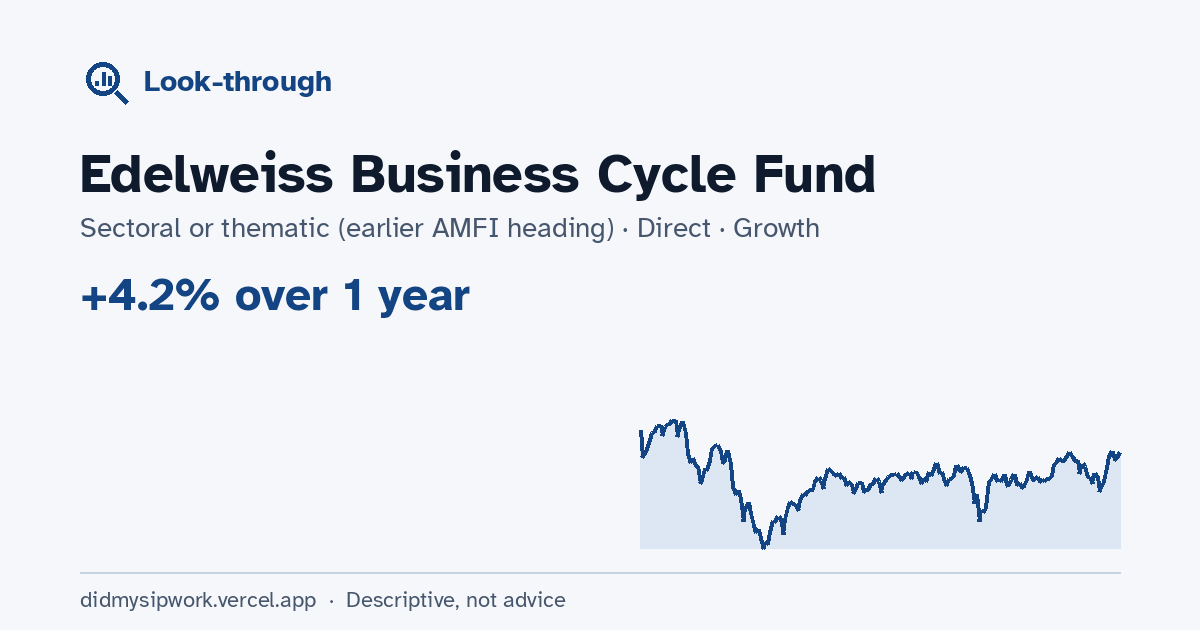 Look-through
Edelweiss Business Cycle Fund
Sectoral or thematic (earlier AMFI heading) · Direct · Growth
+4.2% over 1 year
didmysipwork.vercel.app · Descriptive, not advice